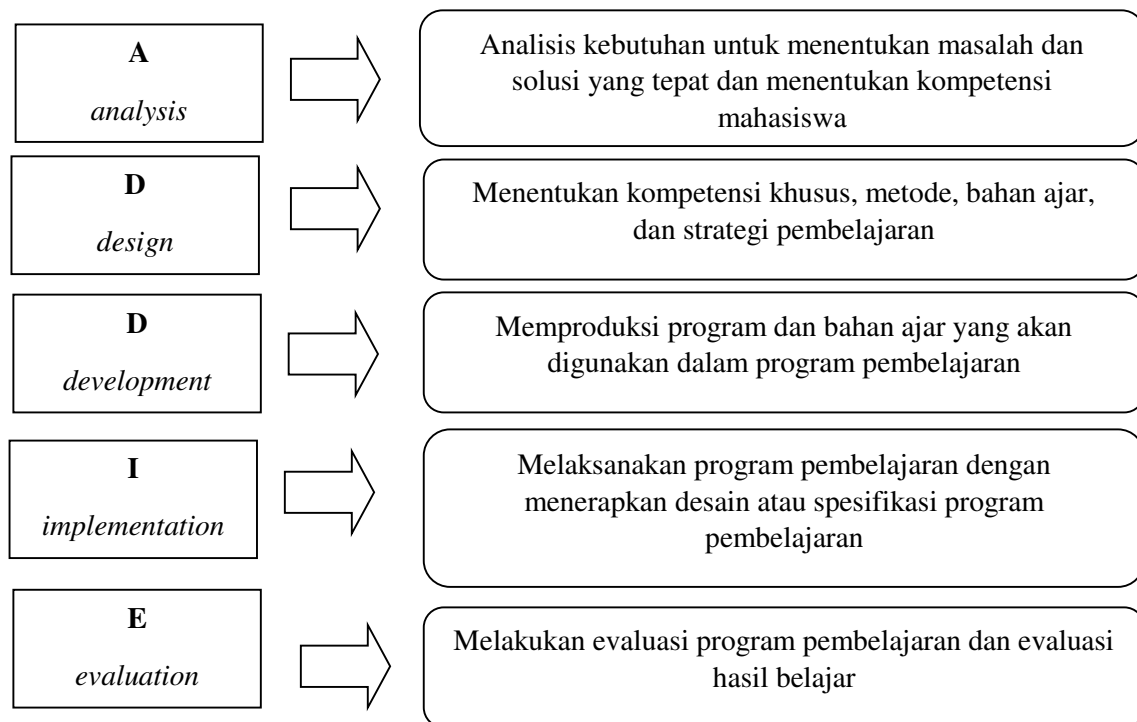 A
analysis
Analisis kebutuhan untuk menentukan masalah dan
solusi yang tepat dan menentukan kompetensi
mahasiswa
D
design
Menentukan kompetensi khusus, metode, bahan ajar,
dan strategi pembelajaran
D
development
Memproduksi program dan bahan ajar yang akan
digunakan dalam program pembelajaran
I
implementation
Melaksanakan program pembelajaran dengan
menerapkan desain atau spesifikasi program
pembelajaran
E
evaluation
Melakukan evaluasi program pembelajaran dan evaluasi
hasil belajar